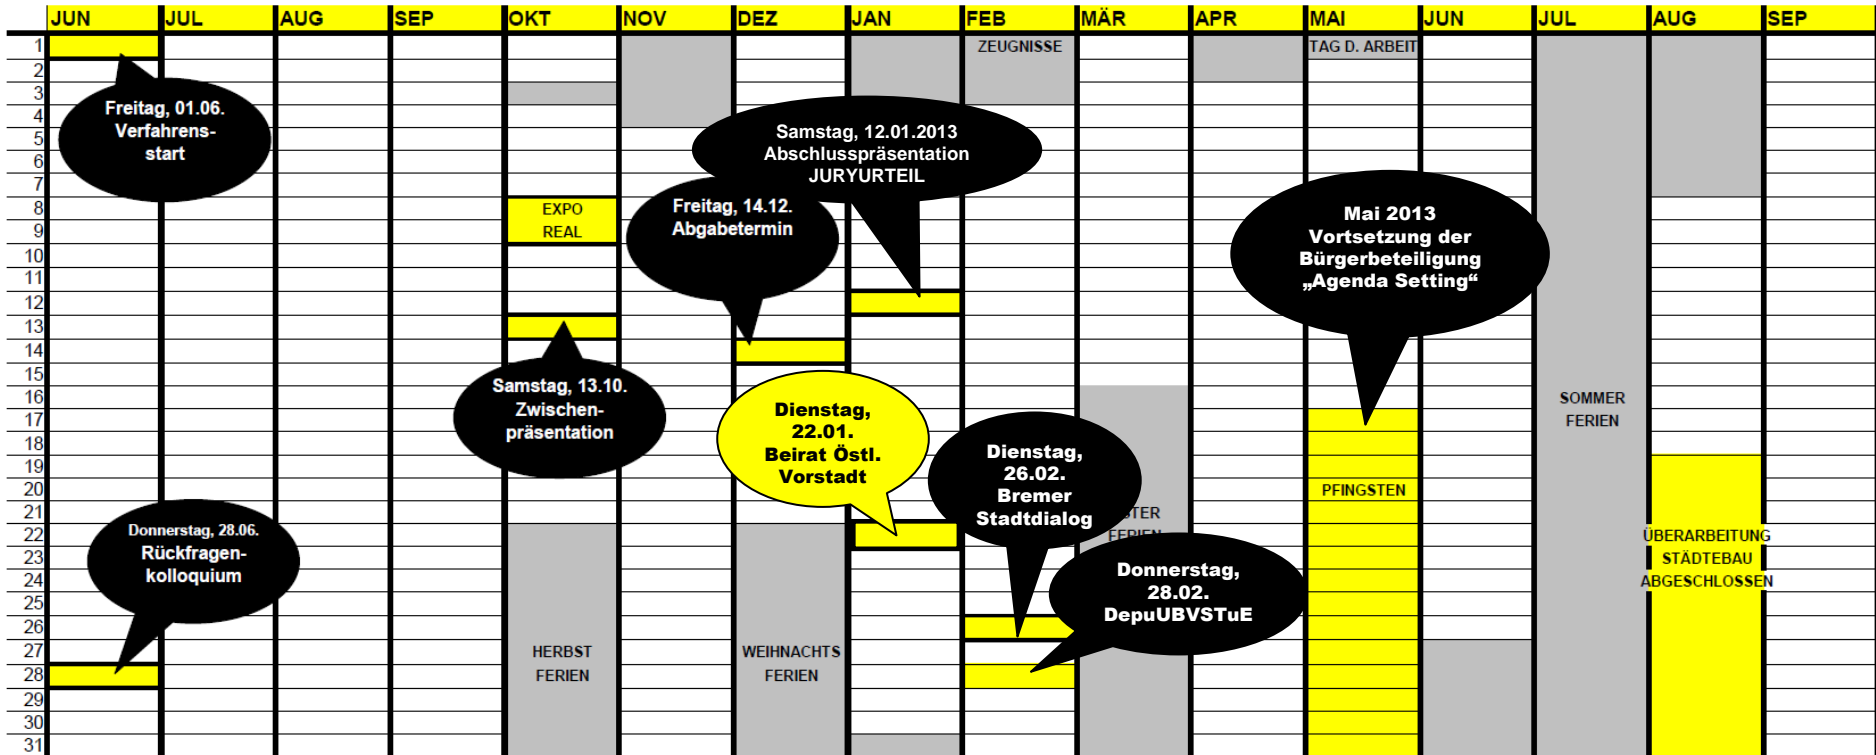 JUN JUL AUG SEP OKT NOV DEZ JAN FEB MÄR APR MAI JUN JUL AUG SEP
1
2
3
4
5
6
7
8
9
10
11
12
13
14
15
16
17
18
19
20
21
22
23
24
25
26
27
28
29
30
31
Freitag, 01.06.
Verfahrens-
start
Donnerstag, 28.06.
Rückfragen-
kolloquium
EXPO
REAL
Samstag, 13.10.
Zwischen-
präsentation
HERBST
FERIEN
Freitag, 14.12.
Abgabetermin
WEIHNACHTS
FERIEN
Samstag, 12.01.2013
Abschlusspräsentation
JURYURTEIL
Dienstag,
22.01.
Beirat Östl.
Vorstadt
ZEUGNISSE
Dienstag,
26.02.
Bremer
Stadtdialog
Donnerstag,
28.02.
DepuUBVSTuE
TAG D. ARBEIT
Mai 2013
Vortsetzung der
Bürgerbeteiligung
„Agenda Setting“
PFINGSTEN
SOMMER
FERIEN
ÜBERARBEITUNG
STÄDTEBAU
ABGESCHLOSSEN